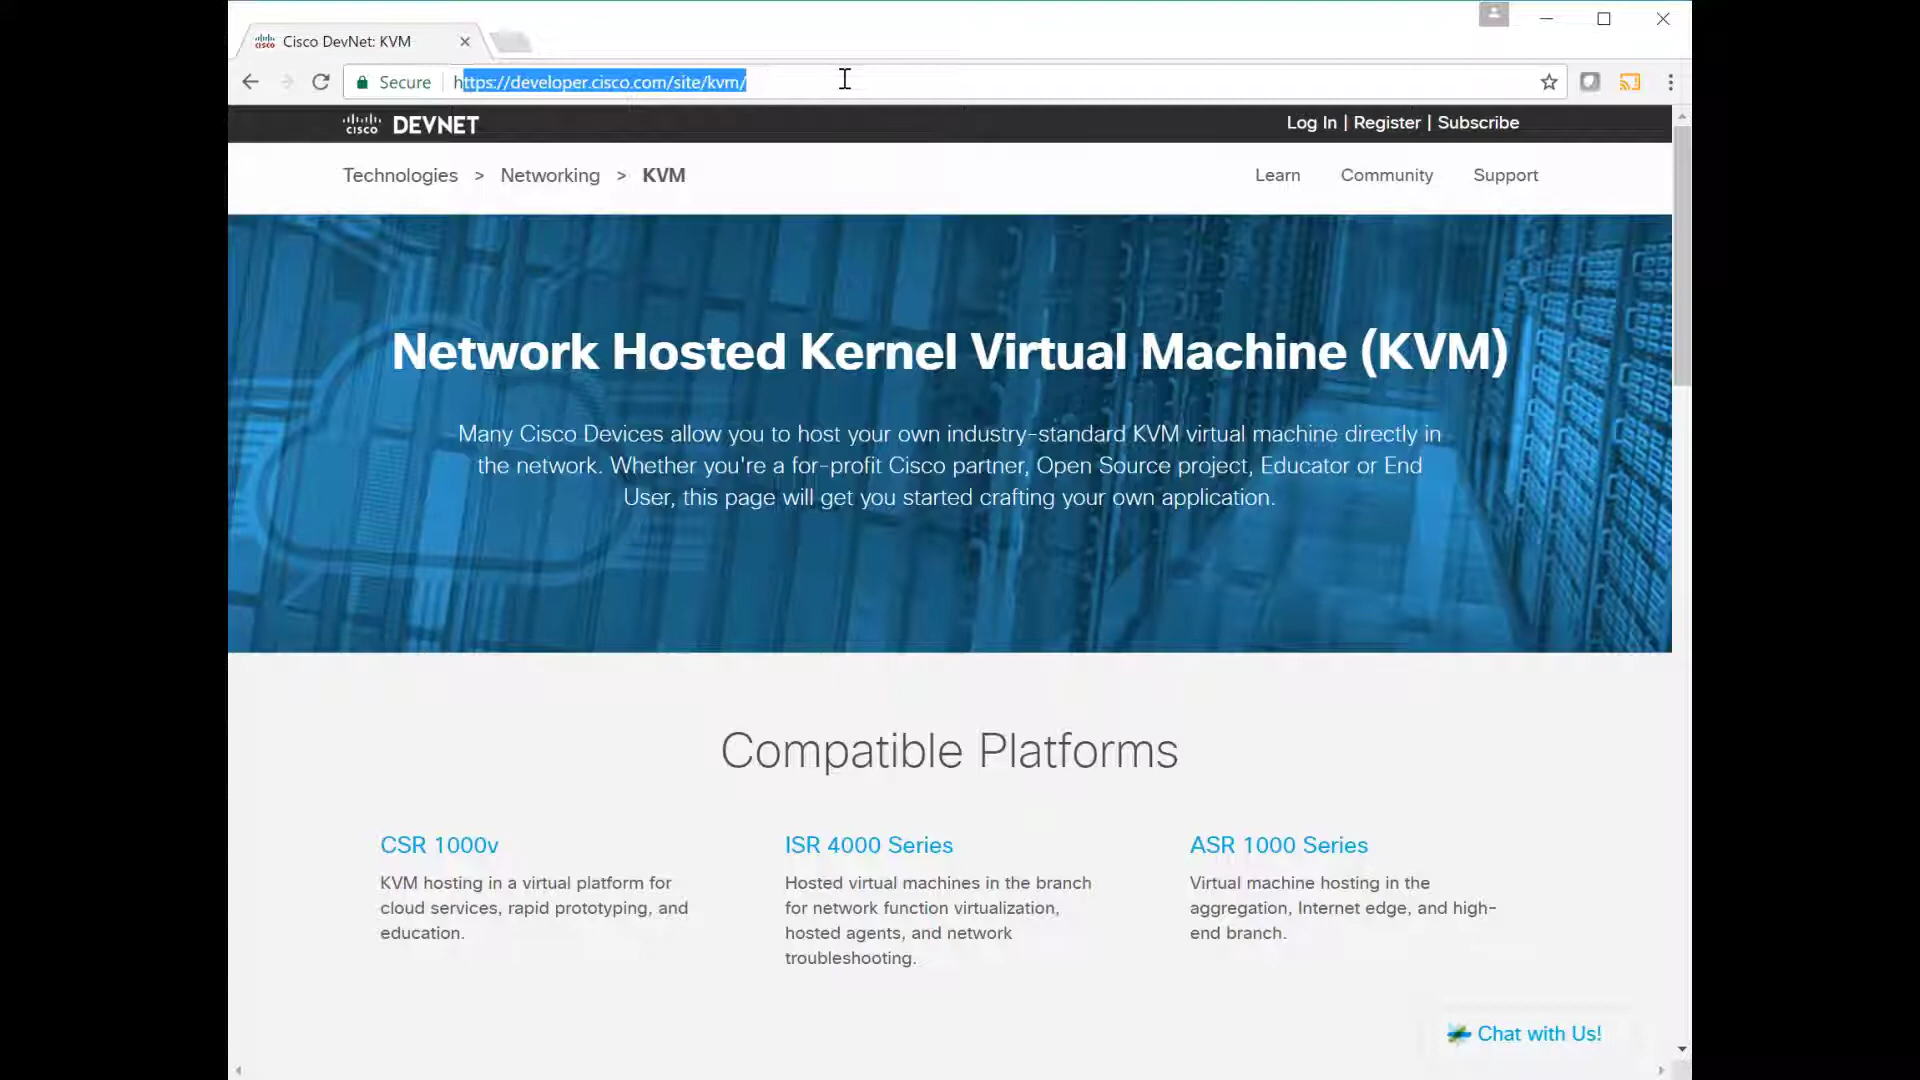 Cisco DevNet: KVM
Secure https://developer.cisco.com/site/kvm/
CISCO DEVNET Log In | Register | Subscribe
Technologies > Networking > KVM Learn Community Support
Network Hosted Kernel Virtual Machine (KVM)
Many Cisco Devices allow you to host your own industry-standard KVM virtual machine directly in
the network. Whether you're a for-profit Cisco partner, Open Source project, Educator or End
User, this page will get you started crafting your own application.
Compatible Platforms
CSR 1000v
KVM hosting in a virtual platform for
cloud services, rapid prototyping, and
education.
ISR 4000 Series
Hosted virtual machines in the branch
for network function virtualization,
hosted agents, and network
troubleshooting.
ASR 1000 Series
Virtual machine hosting in the
aggregation, Internet edge, and high-
end branch.
Chat with Us!